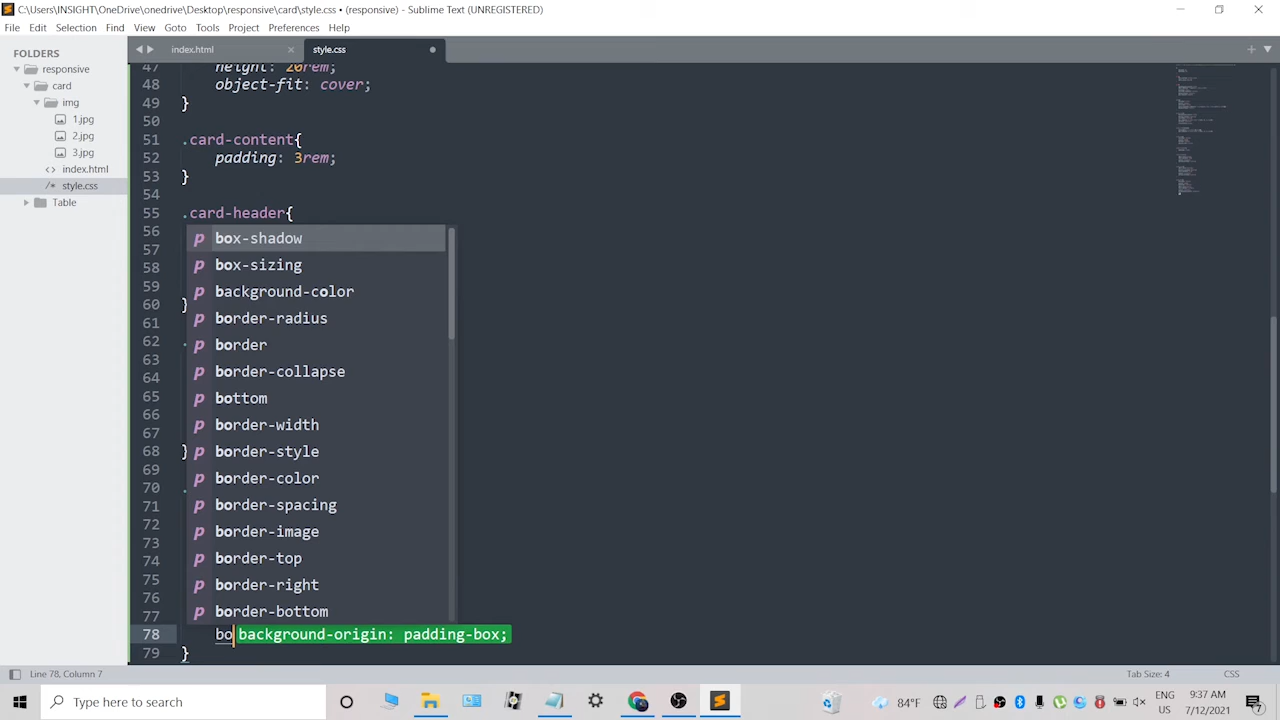 C:\Users\INSIGHT\OneDrive\onedrive\Desktop\responsive\card\style.css • (responsive) - Sublime Text (UNREGISTERED)
File Edit Selection Find View Goto Tools Project Preferences Help
FOLDERS
responsive
card
img
1.jpg
2.jpg
3.jpg
index.html
style.css
Table
index.html style.css
47 height: 20rem;
48 object-fit: cover;
49 }
50
51 .card-content{
52 padding: 3rem;
53 }
54
55 .card-header{
56
57
58
59
60 }
61
62 .
63
64
65
66
67
68 }
69
70 .
71
72
73
74
75
76
77
78 bo background-origin: padding-box;
79 }
p box-shadow
p box-sizing
p background-color
p border-radius
p border
p border-collapse
p bottom
p border-width
p border-style
p border-color
p border-spacing
p border-image
p border-top
p border-right
p border-bottom
Line 78, Column 7 Tab Size: 4 CSS
Type here to search
84°F
ENG
US
9:37 AM
7/12/2021
7